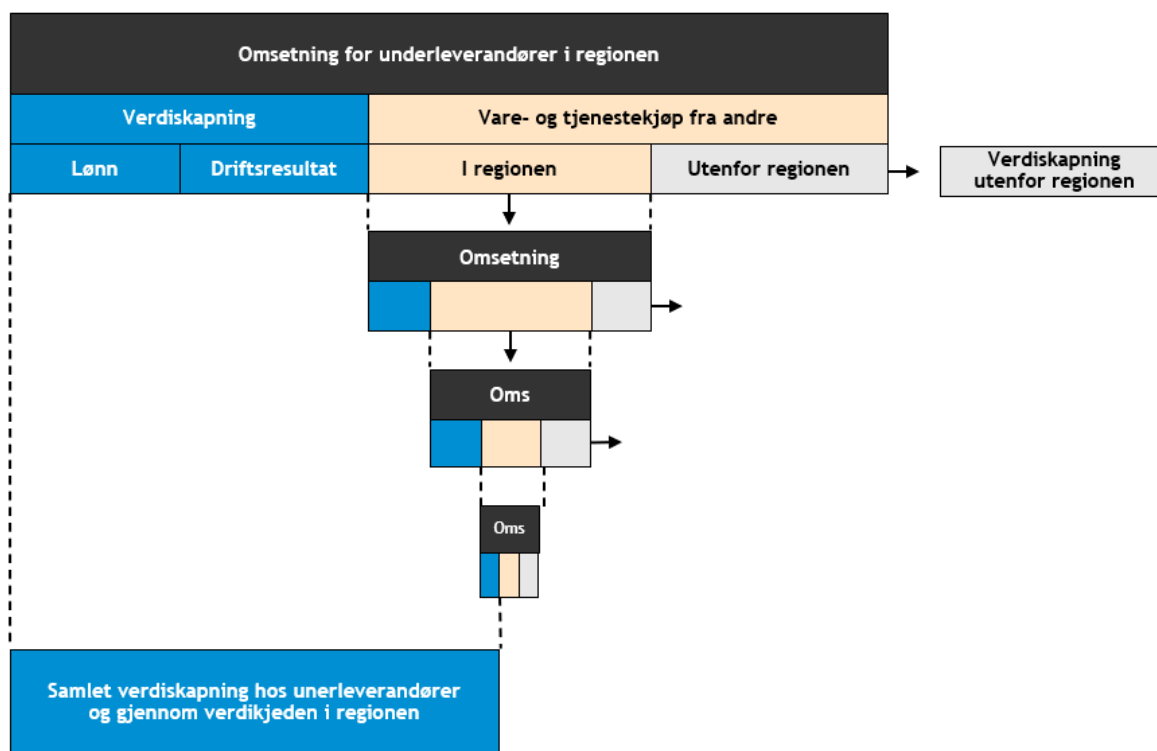 Omsetning for underleverandører i regionen
Verdiskapning
Vare- og tjenestekjøp fra andre
Lønn
Driftsresultat
I regionen
Utenfor regionen
Verdiskapning
utenfor regionen
Omsetning
Oms
Oms
Samlet verdiskapning hos unerleverandører
og gjennom verdikjeden i regionen